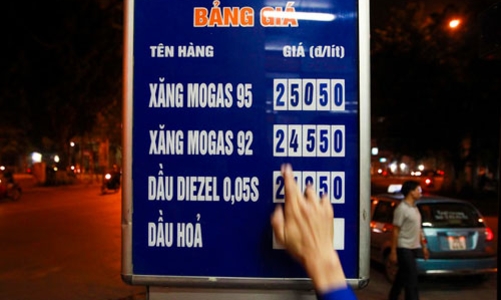 BẢNG GIÁ
TÊN HÀNG GIÁ (đ/lít)
XĂNG MOGAS 95 25050
XĂNG MOGAS 92 24550
DẦU DIEZEL 0,05S
DẦU HOẢ